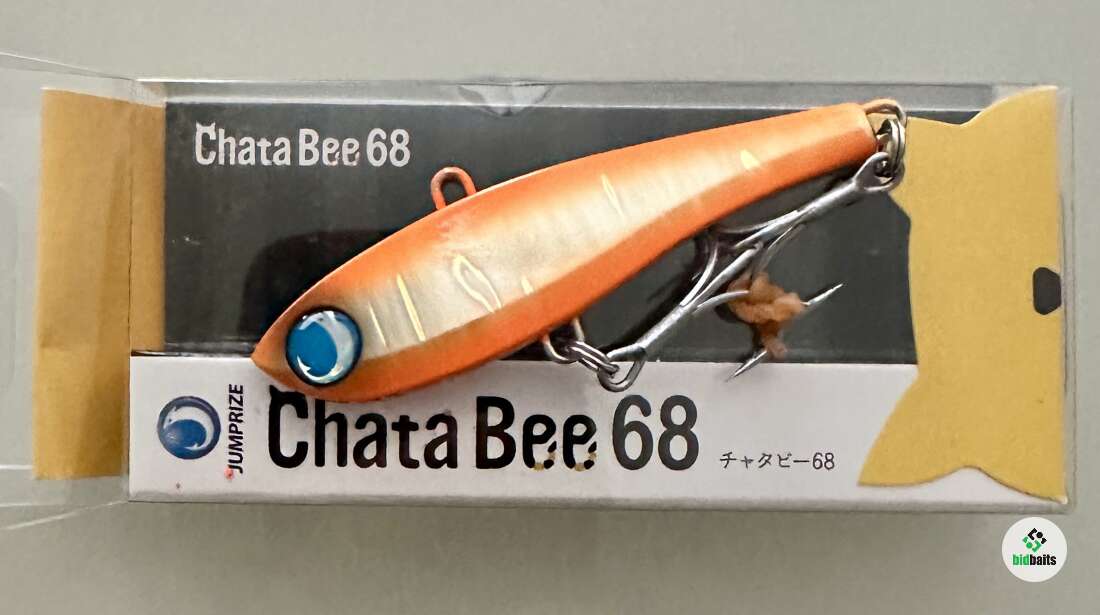 Chata Bee 68
JUMPRIZE
Chata Bee 68
チャタビー68
bidbaits